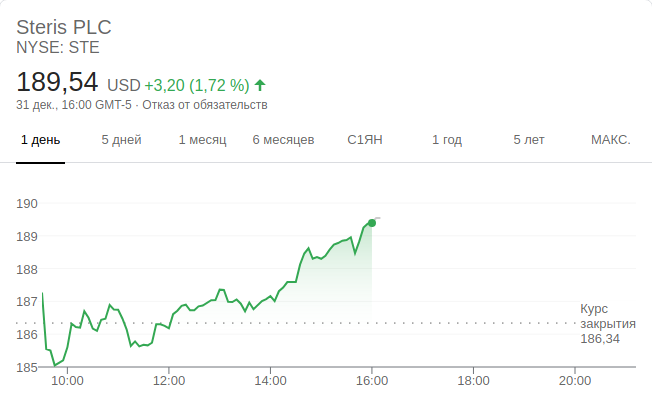 Steris PLC
NYSE: STE
189,54 USD +3,20 (1,72 %)
31 дек., 16:00 GMT-5 · Отказ от обязательств
1 день 5 дней 1 месяц 6 месяцев С1ЯН 1 год 5 лет МАКС.
190
189
188
187
186
185
Курс
закрытия
186,34
10:00 12:00 14:00 16:00 18:00 20:00